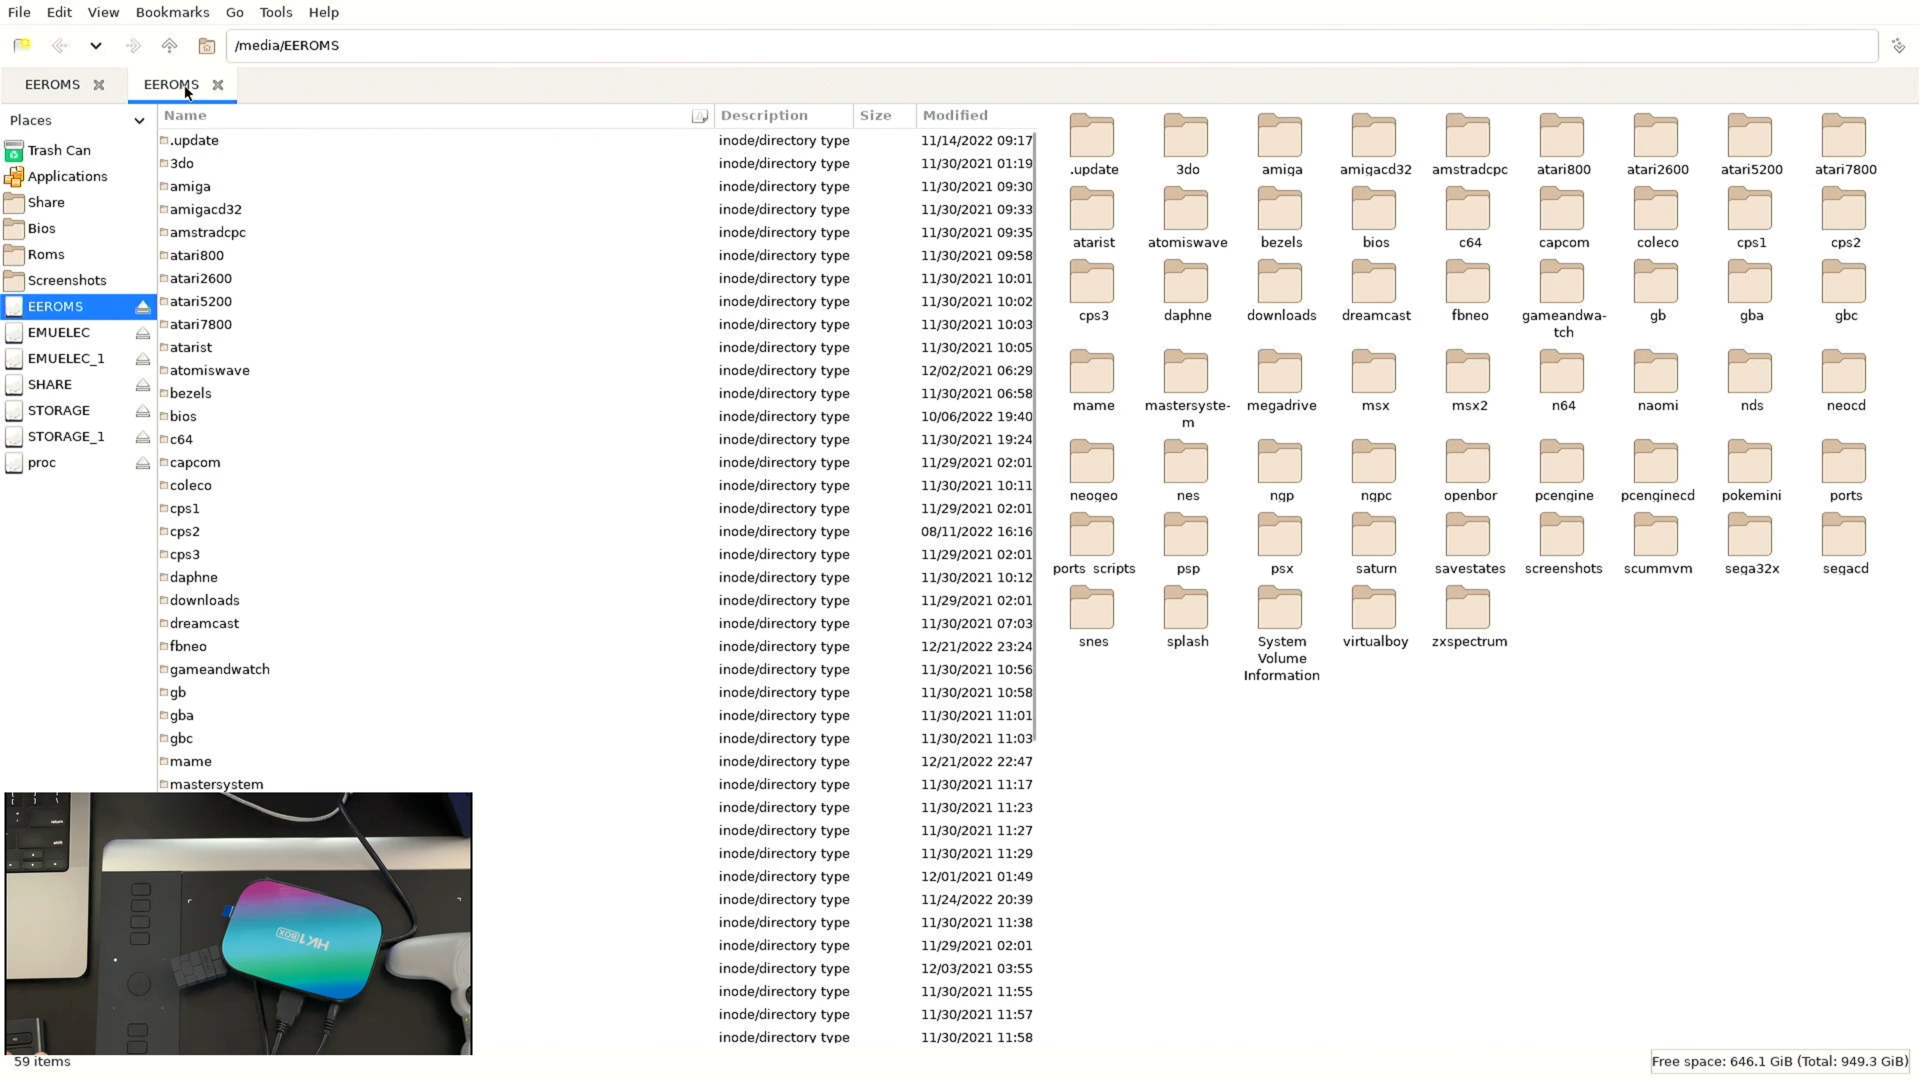 File Edit View Bookmarks Go Tools Help
/media/EEROMS
EEROMS EEROMS
Places
Trash Can
Applications
Share
Bios
Roms
Screenshots
EEROMS
EMUELEC
EMUELEC_1
SHARE
STORAGE
STORAGE_1
proc
Name Description Size Modified
.update inode/directory type 11/14/2022 09:17
3do inode/directory type 11/30/2021 01:19
amiga inode/directory type 11/30/2021 09:30
amigacd32 inode/directory type 11/30/2021 09:33
amstradcpc inode/directory type 11/30/2021 09:35
atari800 inode/directory type 11/30/2021 09:58
atari2600 inode/directory type 11/30/2021 10:01
atari5200 inode/directory type 11/30/2021 10:02
atari7800 inode/directory type 11/30/2021 10:03
atarist inode/directory type 11/30/2021 10:05
atomiswave inode/directory type 12/02/2021 06:29
bezels inode/directory type 11/30/2021 06:58
bios inode/directory type 10/06/2022 19:40
c64 inode/directory type 11/30/2021 19:24
capcom inode/directory type 11/29/2021 02:01
coleco inode/directory type 11/30/2021 10:11
cps1 inode/directory type 11/29/2021 02:01
cps2 inode/directory type 08/11/2022 16:16
cps3 inode/directory type 11/29/2021 02:01
daphne inode/directory type 11/30/2021 10:12
downloads inode/directory type 11/29/2021 02:01
dreamcast inode/directory type 11/30/2021 07:03
fbneo inode/directory type 12/21/2022 23:24
gameandwatch inode/directory type 11/30/2021 10:56
gb inode/directory type 11/30/2021 10:58
gba inode/directory type 11/30/2021 11:01
gbc inode/directory type 11/30/2021 11:03
mame inode/directory type 12/21/2022 22:47
mastersystem inode/directory type 11/30/2021 11:17
inode/directory type 11/30/2021 11:23
inode/directory type 11/30/2021 11:27
inode/directory type 11/30/2021 11:29
inode/directory type 12/01/2021 01:49
inode/directory type 11/24/2022 20:39
inode/directory type 11/30/2021 11:38
inode/directory type 11/29/2021 02:01
inode/directory type 12/03/2021 03:55
inode/directory type 11/30/2021 11:55
inode/directory type 11/30/2021 11:57
inode/directory type 11/30/2021 11:58
.update 3do amiga amigacd32 amstradcpc atari800 atari2600 atari5200 atari7800
atarist atomiswave bezels bios c64 capcom coleco cps1 cps2
cps3 daphne downloads dreamcast fbneo gameandwa- gb gba gbc
tch
mame mastersyste- megadrive msx msx2 n64 naomi nds neocd
m
neogeo nes ngp ngpc openbor pcengine pcenginecd pokemini ports
ports_scripts psp psx saturn savestates screenshots scummvm sega32x segacd
snes splash System virtualboy zxspectrum
Volume
Information
HK1 BOX
59 items
Free space: 646.1 GiB (Total: 949.3 GiB)